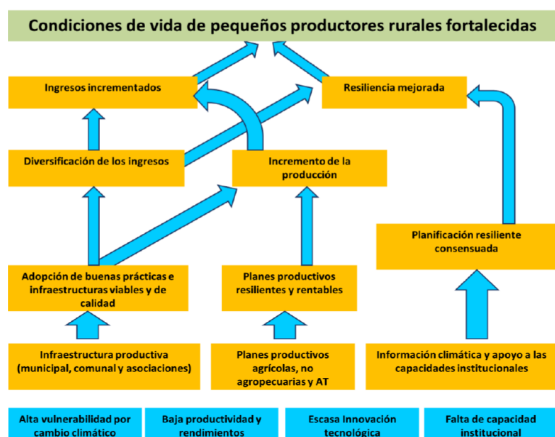 Condiciones de vida de pequeños productores rurales fortalecidas
Ingresos incrementados
Resiliencia mejorada
Diversificación de los ingresos
Incremento de la
producción
Planificación resiliente
consensuada
Adopción de buenas prácticas e
infraestructuras viables y de
calidad
Planes productivos
resilientes y rentables
Infraestructura productiva
(municipal, comunal y asociaciones)
Planes productivos
agrícolas, no
agropecuarias y AT
Información climática y apoyo a las
capacidades institucionales
Alta vulnerabilidad por
cambio climático
Baja productividad y
rendimientos
Escasa Innovación
tecnológica
Falta de capacidad
institucional